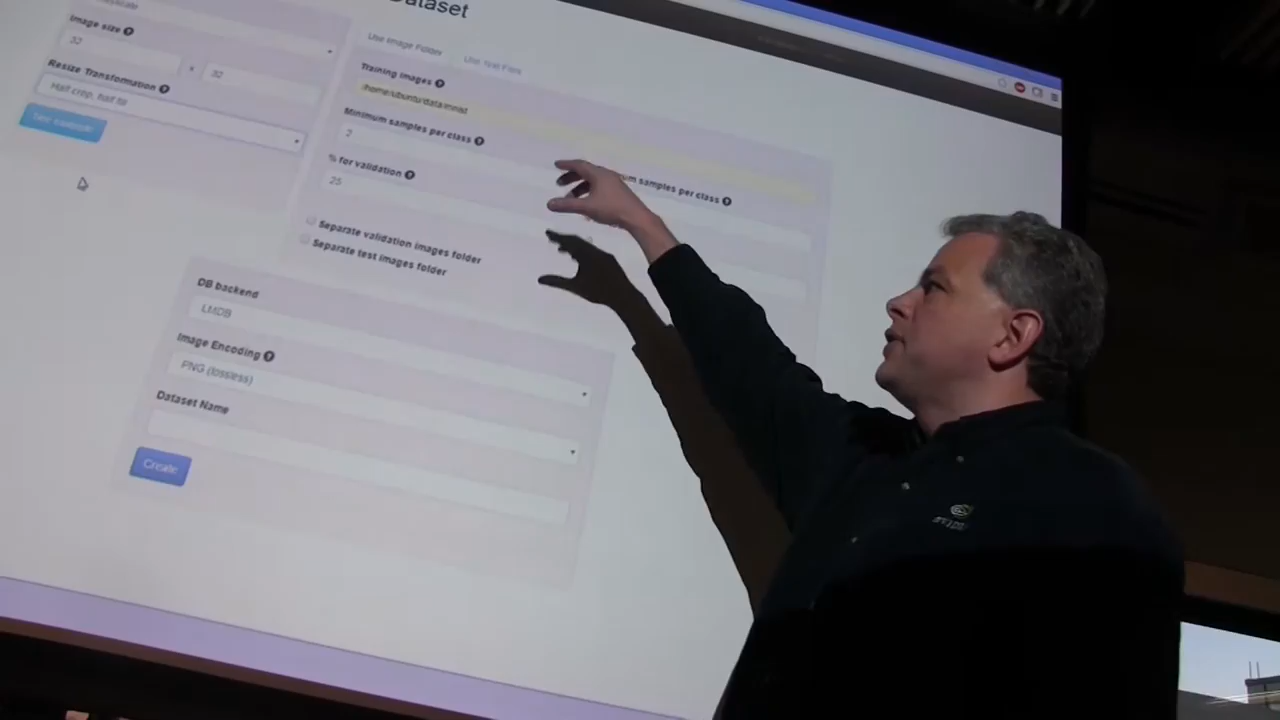 Dataset
Image size
32 x 32
Resize Transformation
Half crop, half fill
Use Image Folder
Use Text Files
Training Images
/home/ubuntu/data/mnist
Minimum samples per class
2
samples per class
% for validation
25
Separate validation images folder
Separate test images folder
DB backend
LMDB
Image Encoding
PNG (lossless)
Dataset Name
Create